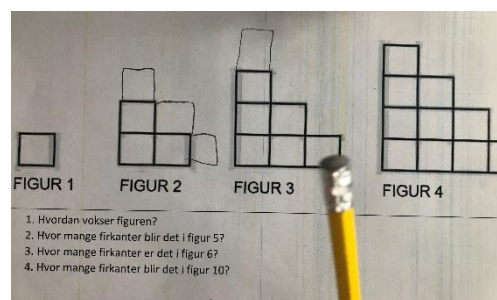 FIGUR 1 FIGUR 2 FIGUR 3 FIGUR 4
1. Hvordan vokser figuren?
2. Hvor mange firkanter blir det i figur 5?
3. Hvor mange firkanter er det i figur 6?
4. Hvor mange firkanter blir det i figur 10?